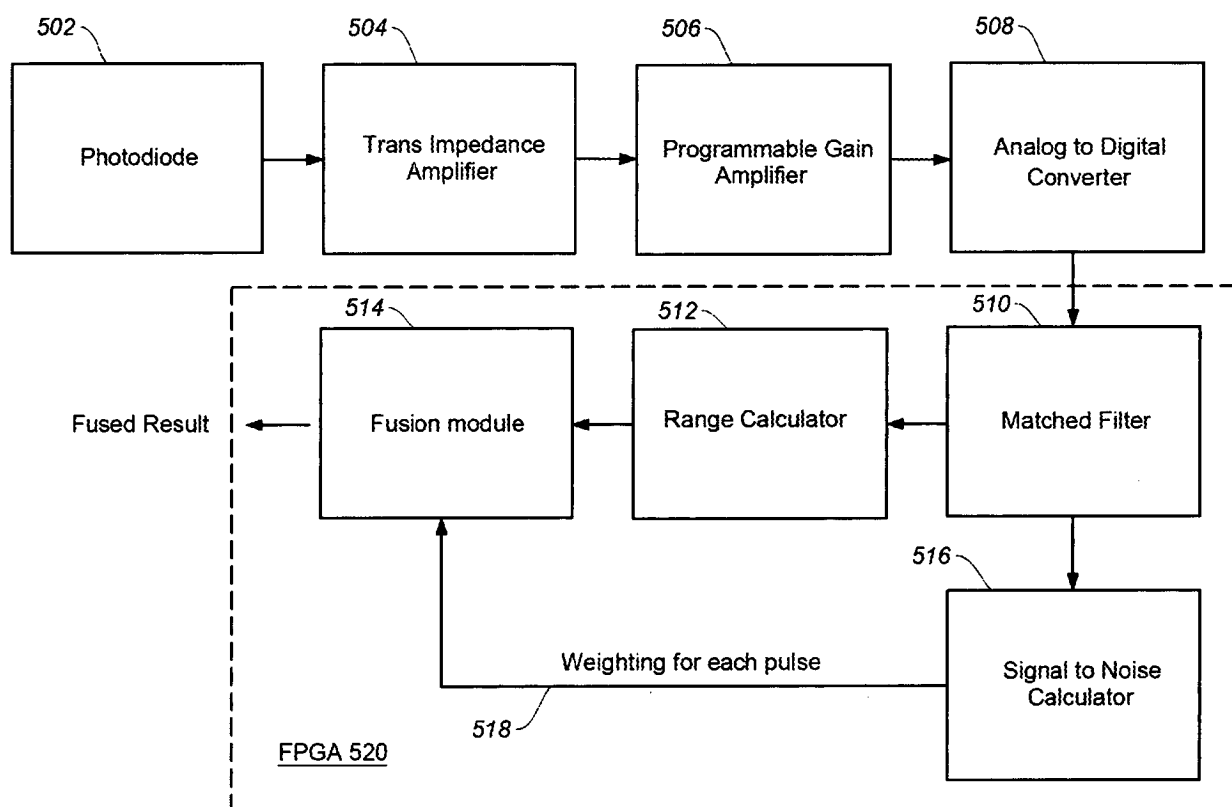 502
504
506
508
Photodiode
Trans Impedance
Amplifier
Programmable Gain
Amplifier
Analog to Digital
Converter
514
512
510
Fused Result
Fusion module
Range Calculator
Matched Filter
516
Weighting for each pulse
518
Signal to Noise
Calculator
FPGA 520